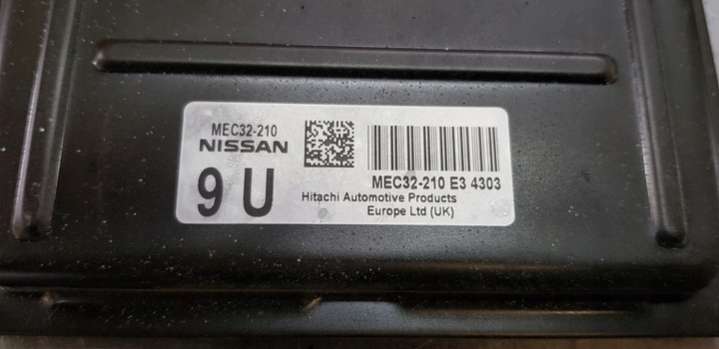 MEC32-210
NISSAN
9 U
MEC32-210 E3 4303
Hitachi Automotive Products
Europe Ltd (UK)